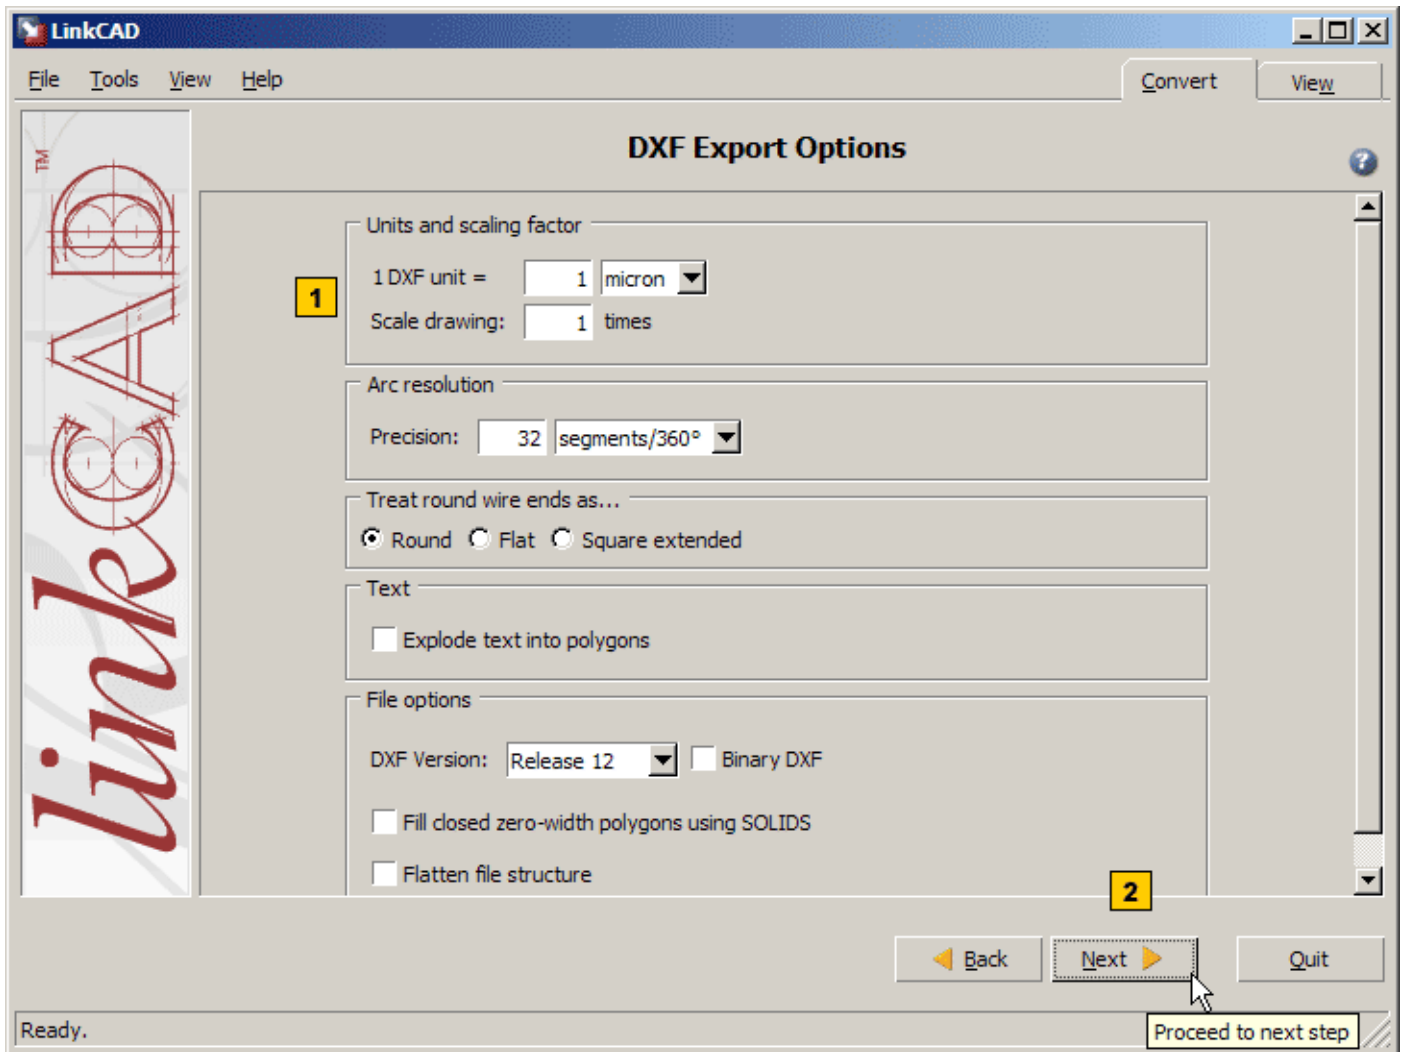 LinkCAD
File Tools View Help
Convert View
linkCAD™
DXF Export Options
?
Units and scaling factor
1 DXF unit = 1 micron
1
Scale drawing: 1 times
Arc resolution
Precision: 32 segments/360°
Treat round wire ends as...
Round Flat Square extended
Text
Explode text into polygons
File options
DXF Version: Release 12 Binary DXF
Fill closed zero-width polygons using SOLIDS
Flatten file structure
2
Back Next Quit
Ready.
Proceed to next step